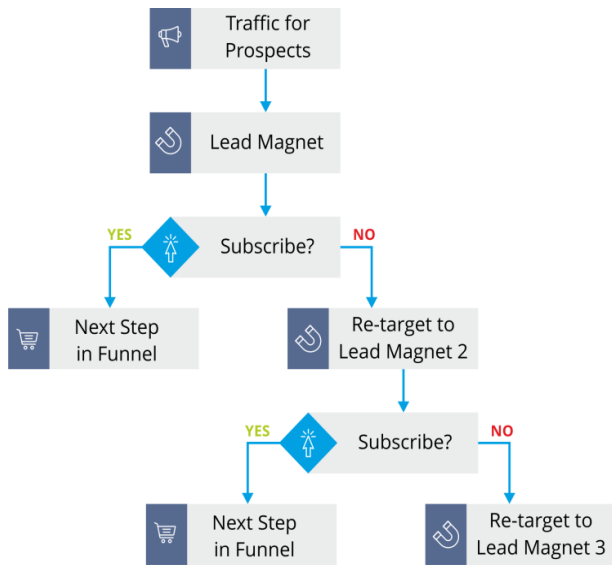 Traffic for
Prospects
Lead Magnet
YES
Subscribe?
NO
Next Step
in Funnel
Re-target to
Lead Magnet 2
YES
Subscribe?
NO
Next Step
in Funnel
Re-target to
Lead Magnet 3